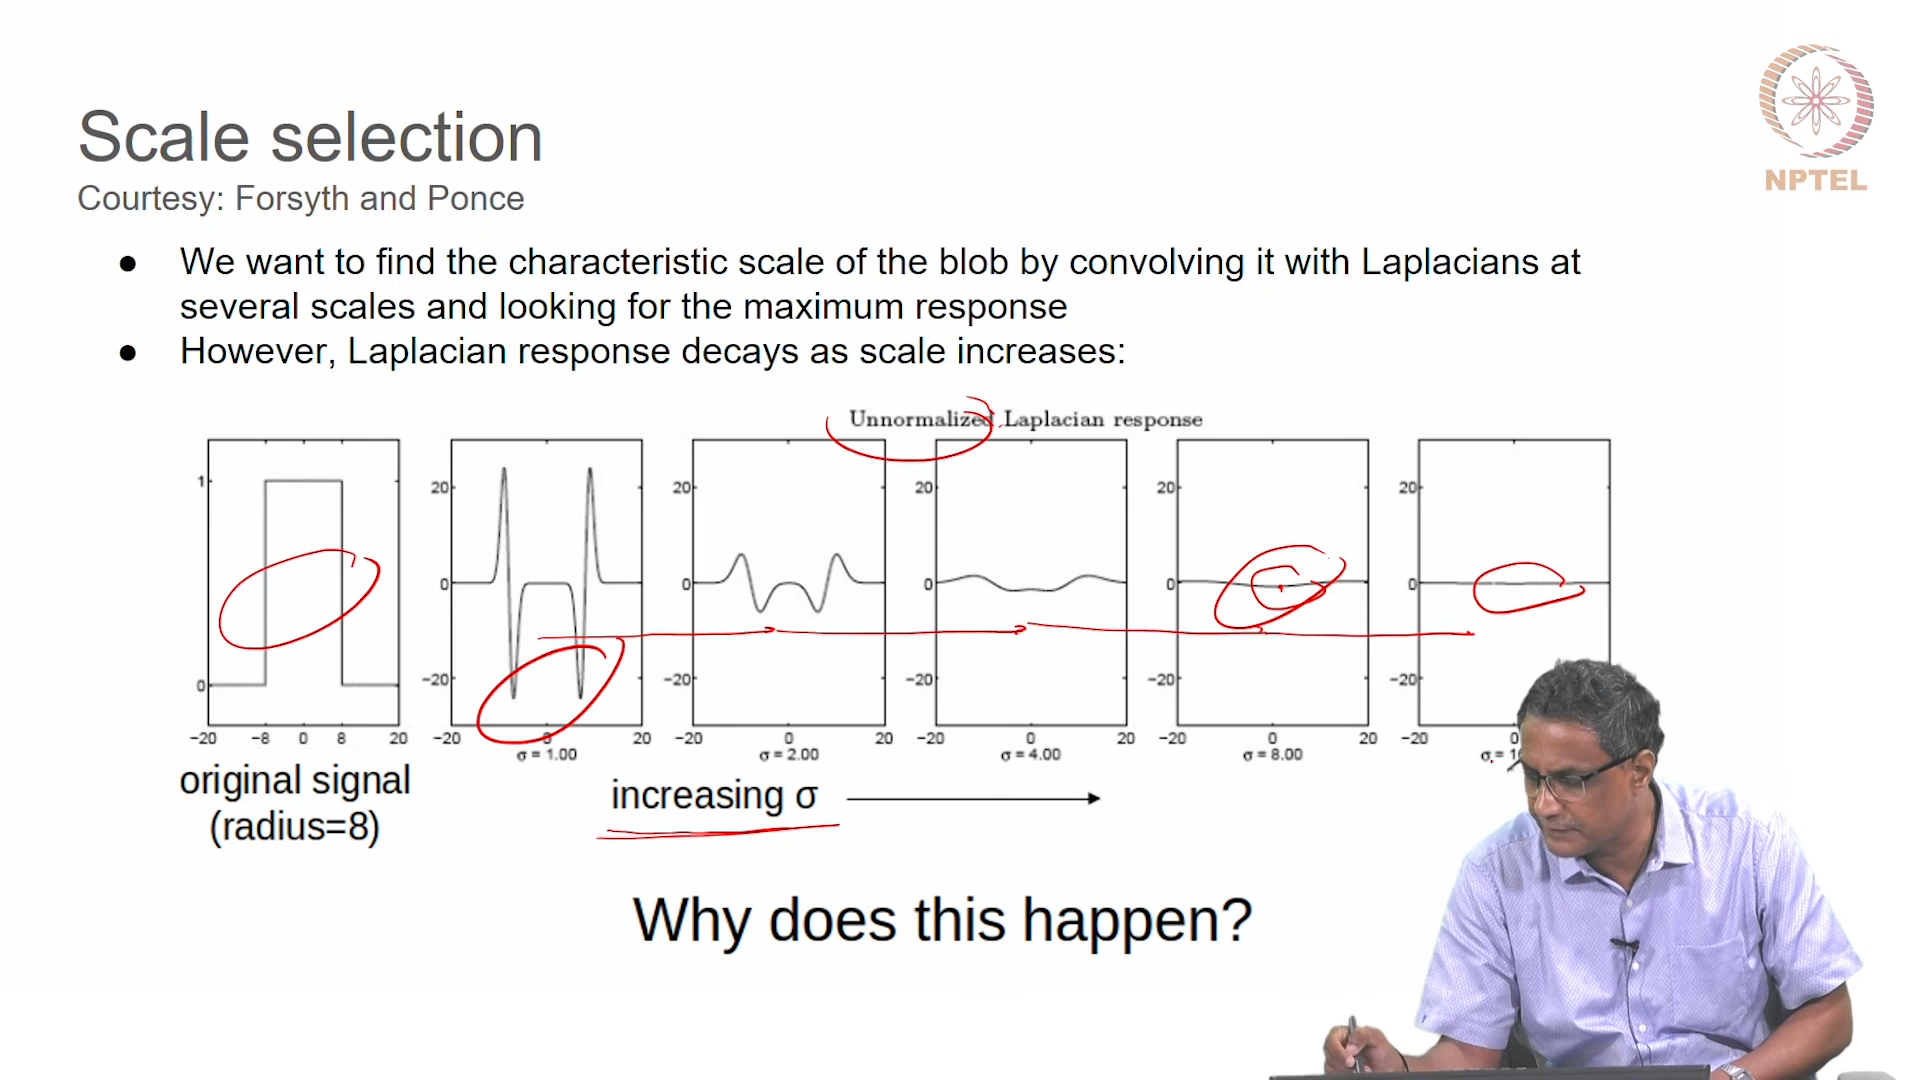 NPTEL
Scale selection
Courtesy: Forsyth and Ponce
● We want to find the characteristic scale of the blob by convolving it with Laplacians at
several scales and looking for the maximum response
● However, Laplacian response decays as scale increases:
Unnormalized Laplacian response
1 20 20 20 20 20
0 0 0 0 0
0 −20 −20 −20 −20 −20
−20 −8 0 8 20 −20 0 20 −20 0 20 −20 0 20 −20 0 20 −20 0
σ = 1.00 σ = 2.00 σ = 4.00 σ = 8.00 σ =
original signal
(radius=8)
increasing σ
Why does this happen?